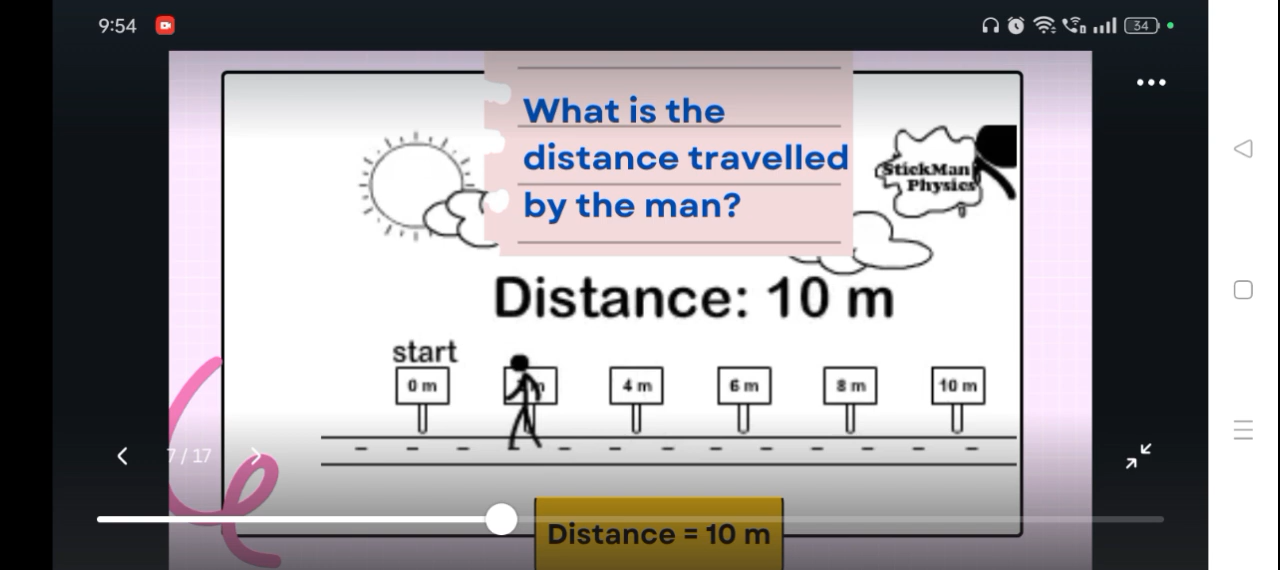 9:54
34
What is the
distance travelled
by the man?
StickMan
Physics
Distance: 10 m
start
0 m
m
4 m
6 m
8 m
10 m
7 / 17
Distance = 10 m